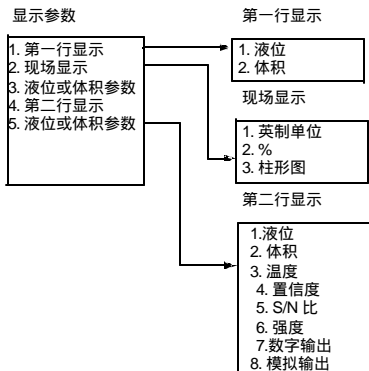 显示参数
1. 第一行显示
2. 现场显示
3. 液位或体积参数
4. 第二行显示
5. 液位或体积参数
第一行显示
1. 液位
2. 体积
现场显示
1. 英制单位
2. %
3. 柱形图
第二行显示
1.液位
2. 体积
3. 温度
4. 置信度
5. S/N 比
6. 强度
7.数字输出
8. 模拟输出